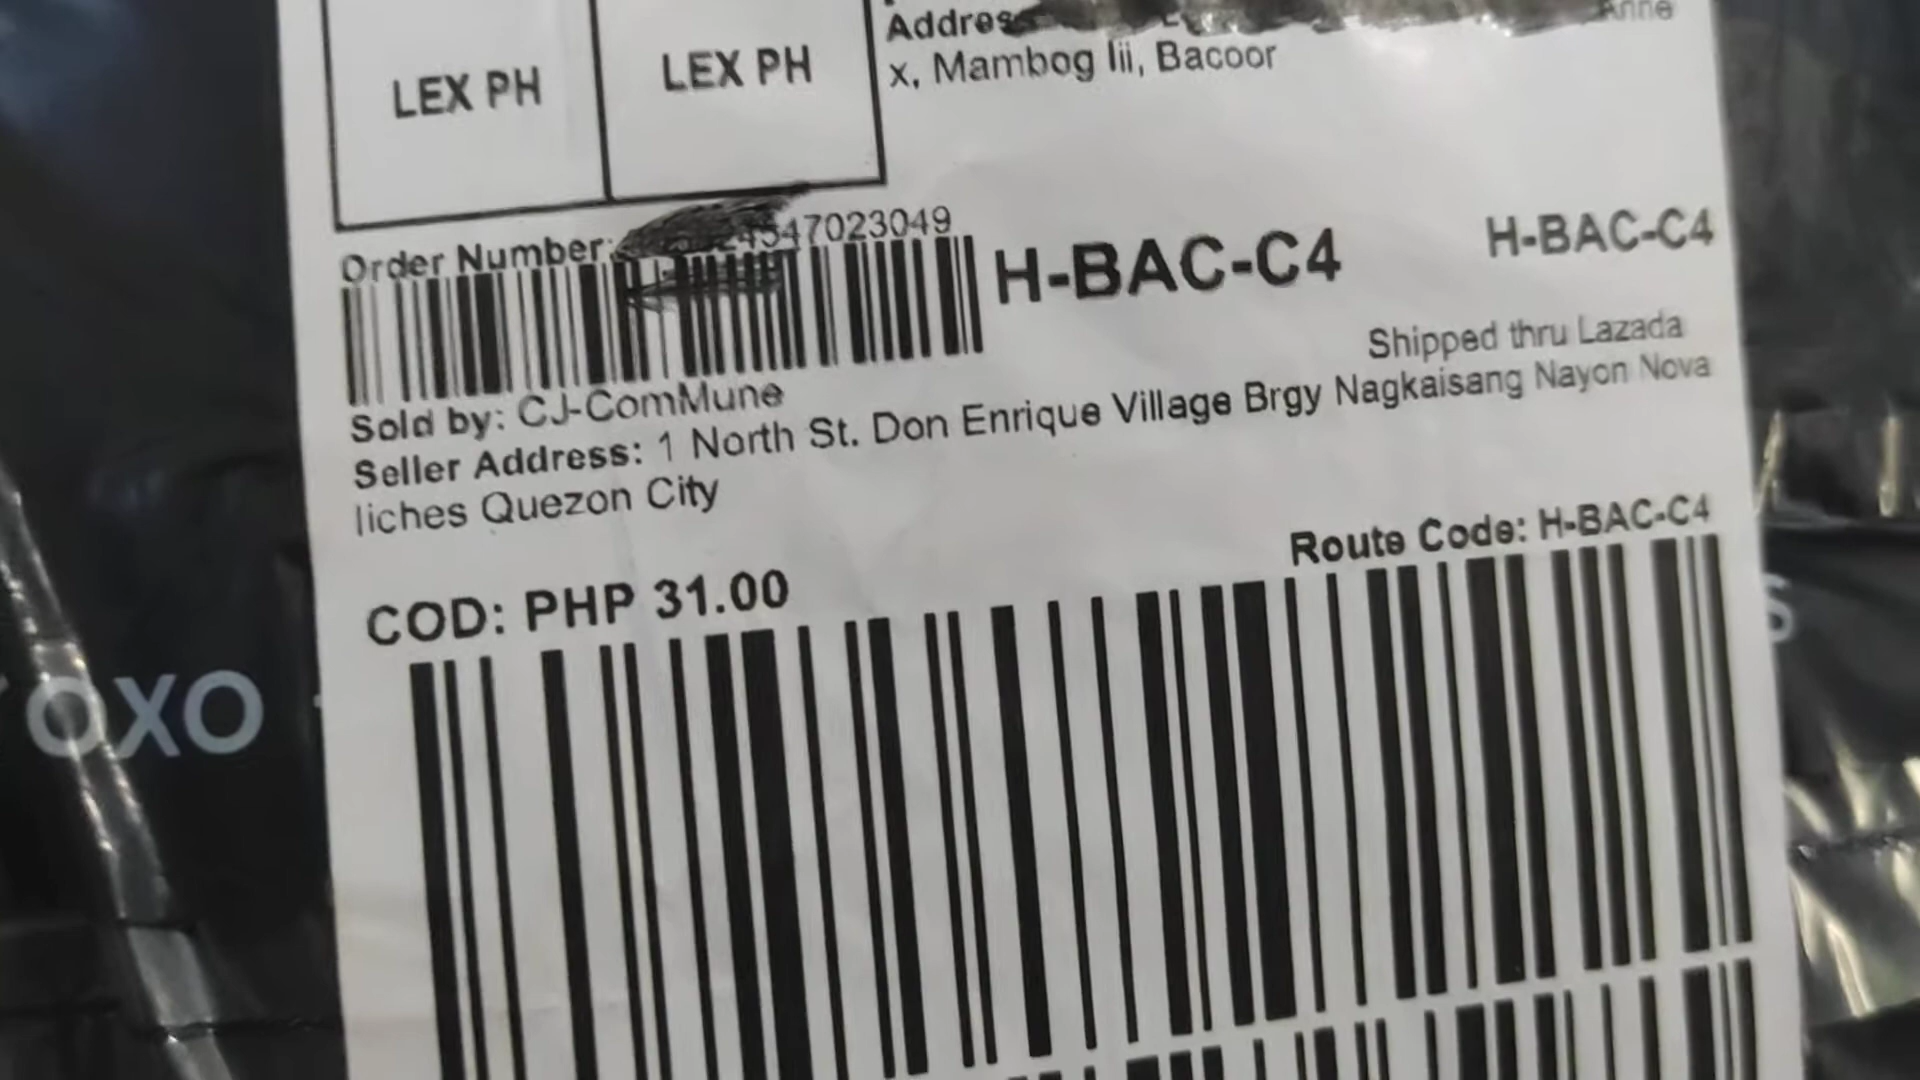 LEX PH
LEX PH
Address
x, Mambog Iii, Bacoor
Order Number: 47023049
H-BAC-C4
H-BAC-C4
Shipped thru Lazada
Sold by: CJ-ComMune
Seller Address: 1 North St. Don Enrique Village Brgy Nagkaisang Nayon Nova
liches Quezon City
Route Code: H-BAC-C4
COD: PHP 31.00
OXO